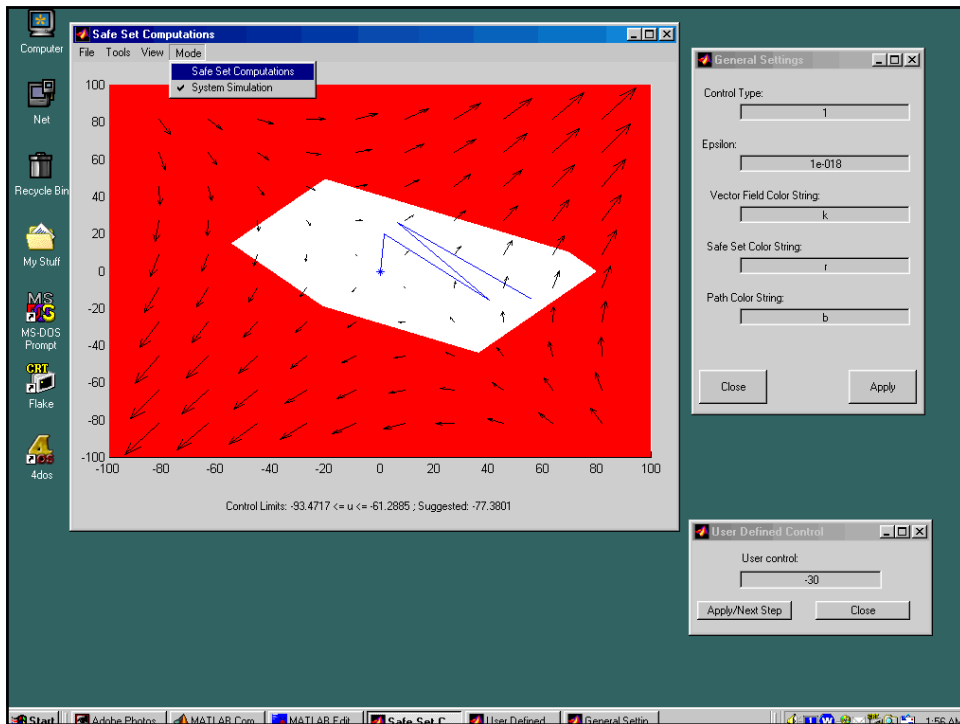 Computer
Net
Recycle Bin
My Stuff
MS-DOS
Prompt
CRT
Flake
4dos
Safe Set Computations
File Tools View Mode
Safe Set Computations
✓ System Simulation
100
80
60
40
20
0
-20
-40
-60
-80
-100
-100 -80 -60 -40 -20 0 20 40 60 80 100
Control Limits: -93.4717 <= u <= -61.2885 ; Suggested: -77.3801
General Settings
Control Type:
1
Epsilon:
1e-018
Vector Field Color String:
k
Safe Set Color String:
r
Path Color String:
b
Close Apply
User Defined Control
User control:
-30
Apply/Next Step Close
Start Adobe Photos MATLAB Com MATLAB Edit Safe Set C... User Defined General Settin 1:56 AM